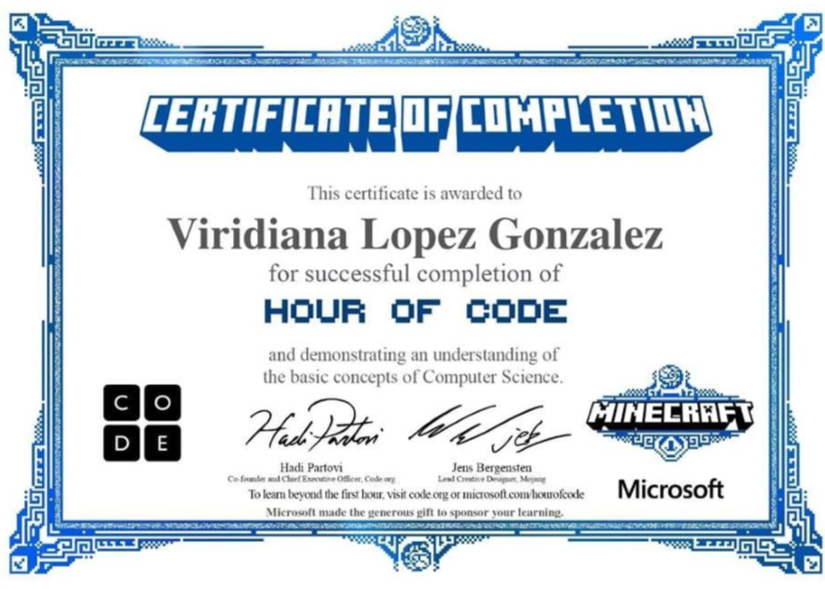 CERTIFICATE OF COMPLETION
This certificate is awarded to
Viridiana Lopez Gonzalez
for successful completion of
HOUR OF CODE
and demonstrating an understanding of
the basic concepts of Computer Science.
C O
D E
Hadi Partovi
jeb
MINECRAFT
Hadi Partovi
Co-founder and Chief Executive Officer, Code.org
Jens Bergensten
Lead Creative Designer, Mojang
Microsoft
To learn beyond the first hour, visit code.org or microsoft.com/hourofcode
Microsoft made the generous gift to sponsor your learning.